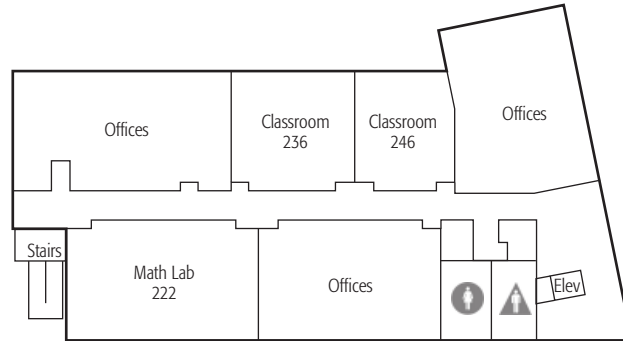 Offices
Classroom
236
Classroom
246
Offices
Stairs
Math Lab
222
Offices
Elev